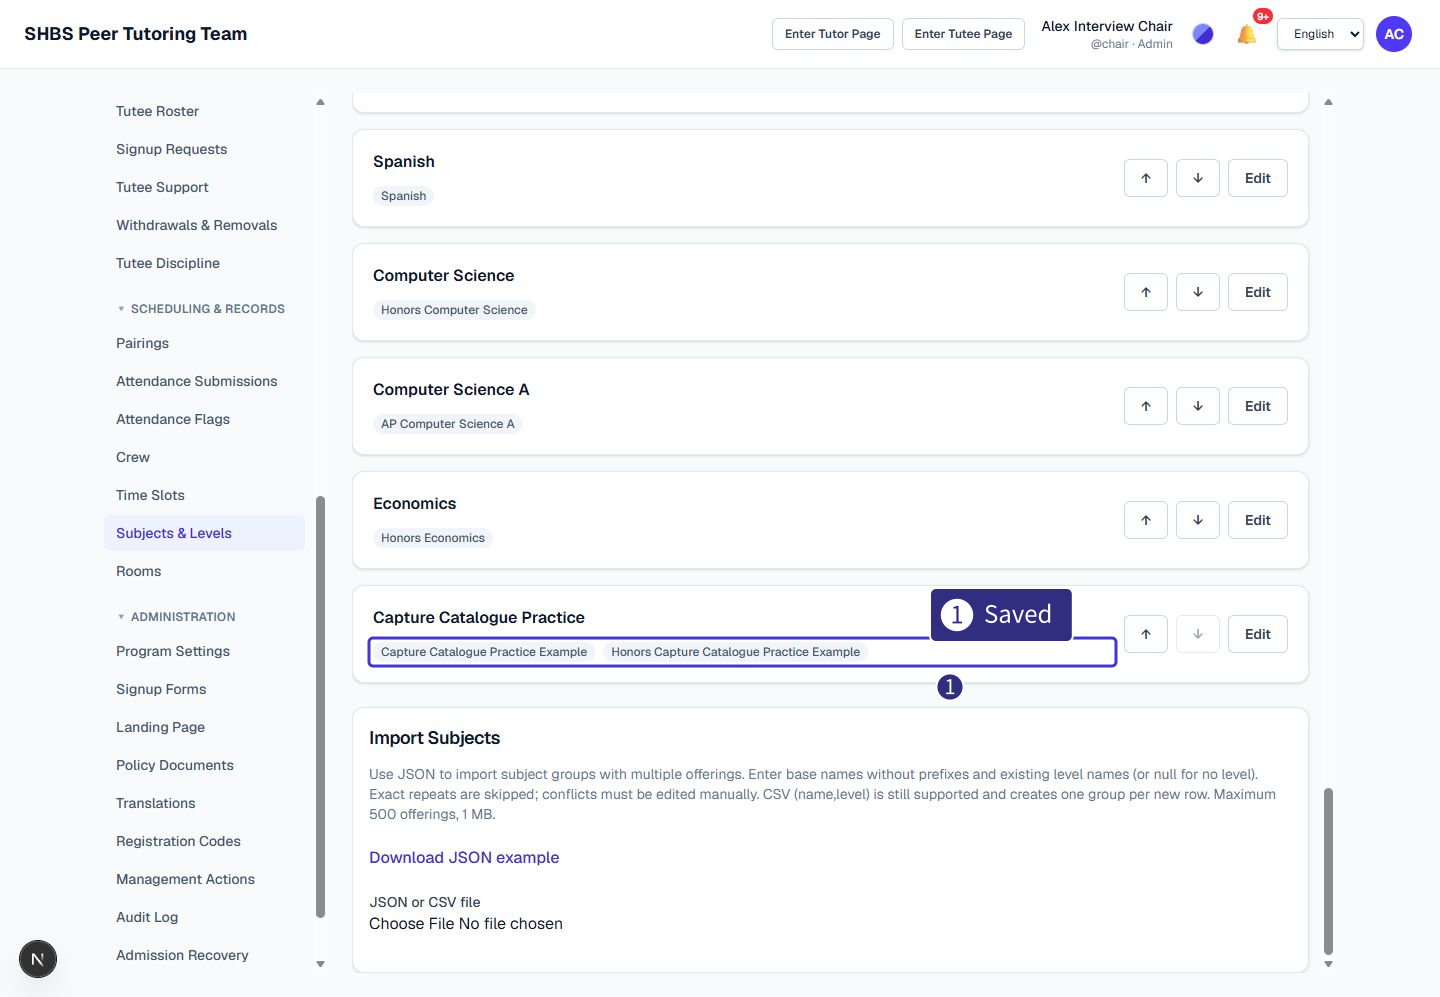 SHBS Peer Tutoring Team
Enter Tutor Page
Enter Tutee Page
Alex Interview Chair
@chair · Admin
9+
English
AC
Tutee Roster
Signup Requests
Tutee Support
Withdrawals & Removals
Tutee Discipline
SCHEDULING & RECORDS
Pairings
Attendance Submissions
Attendance Flags
Crew
Time Slots
Subjects & Levels
Rooms
ADMINISTRATION
Program Settings
Signup Forms
Landing Page
Policy Documents
Translations
Registration Codes
Management Actions
Audit Log
Admission Recovery
N
Spanish
Spanish
↑ ↓ Edit
Computer Science
Honors Computer Science
↑ ↓ Edit
Computer Science A
AP Computer Science A
↑ ↓ Edit
Economics
Honors Economics
↑ ↓ Edit
Capture Catalogue Practice
1 Saved
Capture Catalogue Practice Example Honors Capture Catalogue Practice Example
↑ ↓ Edit
1
Import Subjects
Use JSON to import subject groups with multiple offerings. Enter base names without prefixes and existing level names (or null for no level).
Exact repeats are skipped; conflicts must be edited manually. CSV (name,level) is still supported and creates one group per new row. Maximum
500 offerings, 1 MB.
Download JSON example
JSON or CSV file
Choose File No file chosen